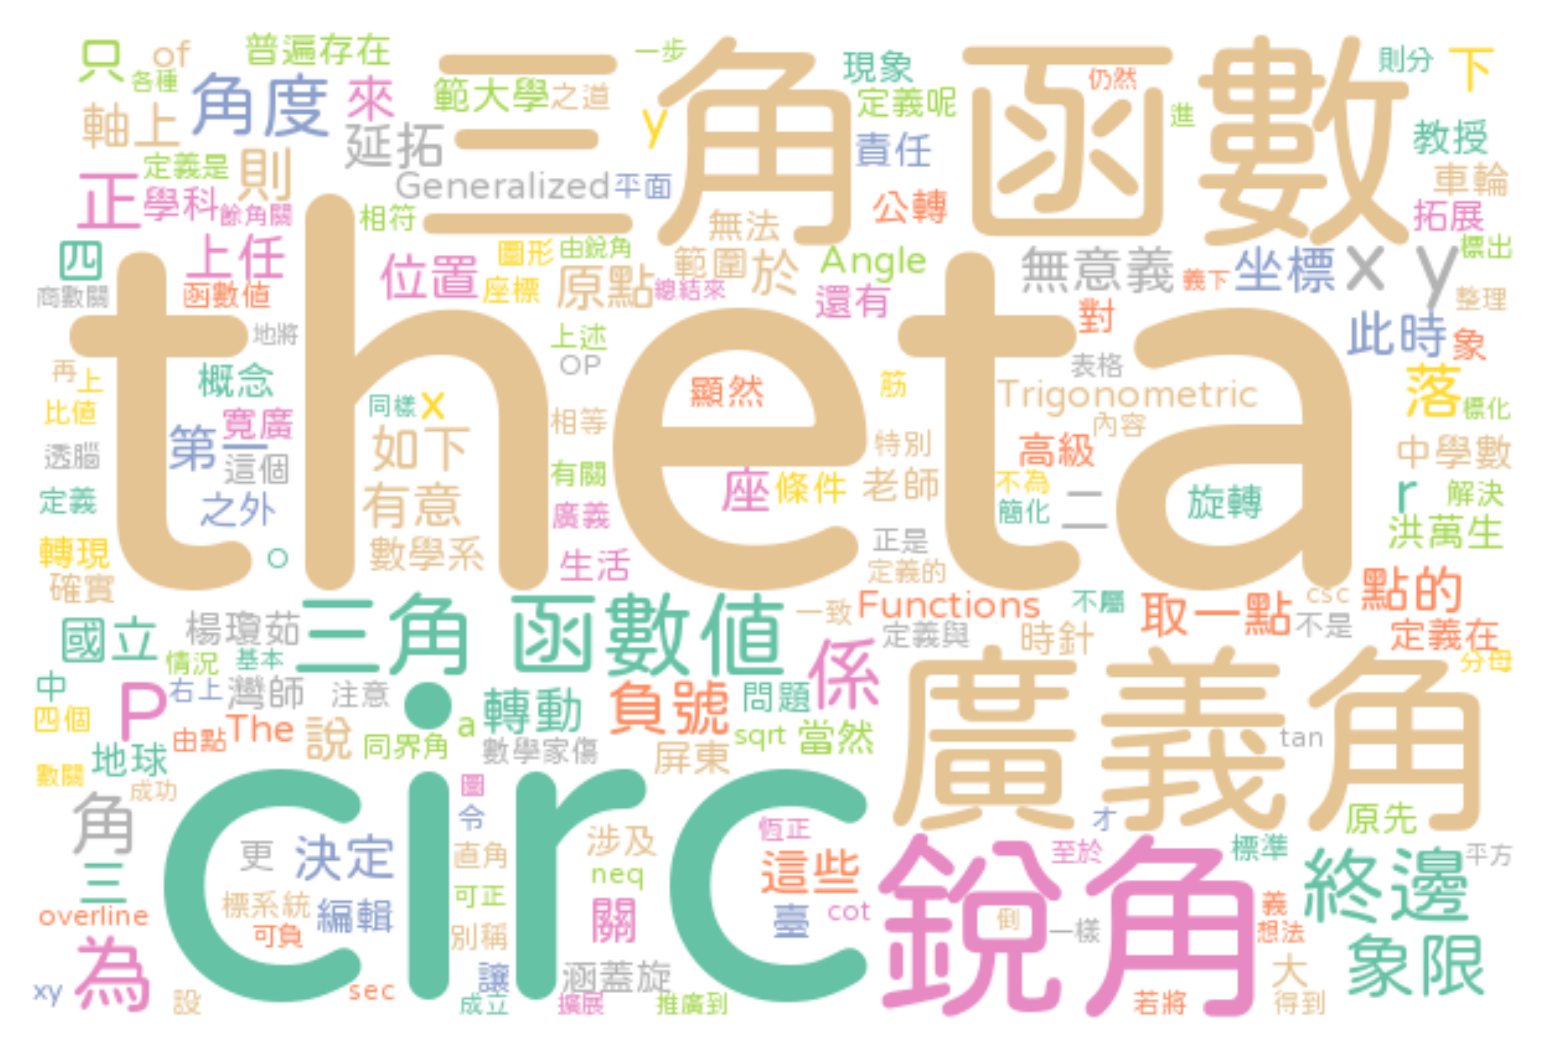 只
of
各種
普遍存在
三角函數
一步
現象
仍然
則分
下
軸上
角度
來
範大學
之道
y
定義呢
進
教授
延拓
責任
定義是
則
Generalized
平面
車輪
正
學科
餘角關
相符
無法
公轉
拓展
四
上任
位置
圖形
由銳角
原點
範圍
於
Angle
無意義
義下
坐標
x y
標出
商數關
函數值
座標
總結來
還有
整理
theta
地將
上述
對
此時
象
OP
表格
再
上
概念
同樣
x
顯然
筋
Trigonometric
落
標化
比值
寬廣
相等
內容
第一
如下
特別
高級
中學數
透腦
這個
有關
座
條件
老師
不為
二
旋轉
r
解決
定義
之外
有意
廣義
簡化
洪萬生
轉現
o
數學系
生活
正是
定義的
確實
三角 函數值
一致
Functions
不屬
取一點
csc
點的
國立
楊瓊茹
係
定義與
時針
不是
定義在
情況
基本
分母
中
P
右上
灣師
注意
轉動
負號
問題
廣義角
四個
由點
The
說
同界角
a
數學家傷
屏東
sqrt
當然
tan
地球
數關
成功
圓
角
令
涉及
恆正
才
原先
更
決定
直角
這些
銳角
至於
標準
終邊
平方
三
circ
neq
可正
overline
標系統
編輯
關
臺
cot
倒
義
可負
別稱
一樣
想法
為
讓
涵蓋旋
大
象限
xy
設
sec
成立
擴展
推廣到
若將
得到